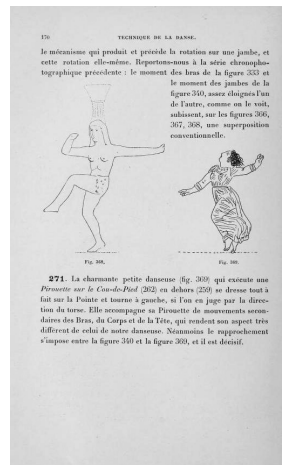 176 TECHNIQUE DE LA DANSE.
le mécanisme qui produit et précède la rotation sur une jambe, et
cette rotation elle-même. Reportons-nous à la série chronopho-
tographique précédente : le moment des bras de la figure 333 et
le moment des jambes de la
figure 340, assez éloignés l'un
de l'autre, comme on le voit,
subissent, sur les figures 366,
367, 368, une superposition
conventionnelle.
Fig. 368. Fig. 369.
271. La charmante petite danseuse (fig. 369) qui exécute une
Pirouette sur le Cou-de-Pied (262) en dehors (259) se dresse tout à
fait sur la Pointe et tourne à gauche, si l'on en juge par la direc-
tion du torse. Elle accompagne sa Pirouette de mouvements secon-
daires des Bras, du Corps et de la Tête, qui rendent son aspect très
différent de celui de notre danseuse. Néanmoins le rapprochement
s'impose entre la figure 340 et la figure 369, et il est décisif.